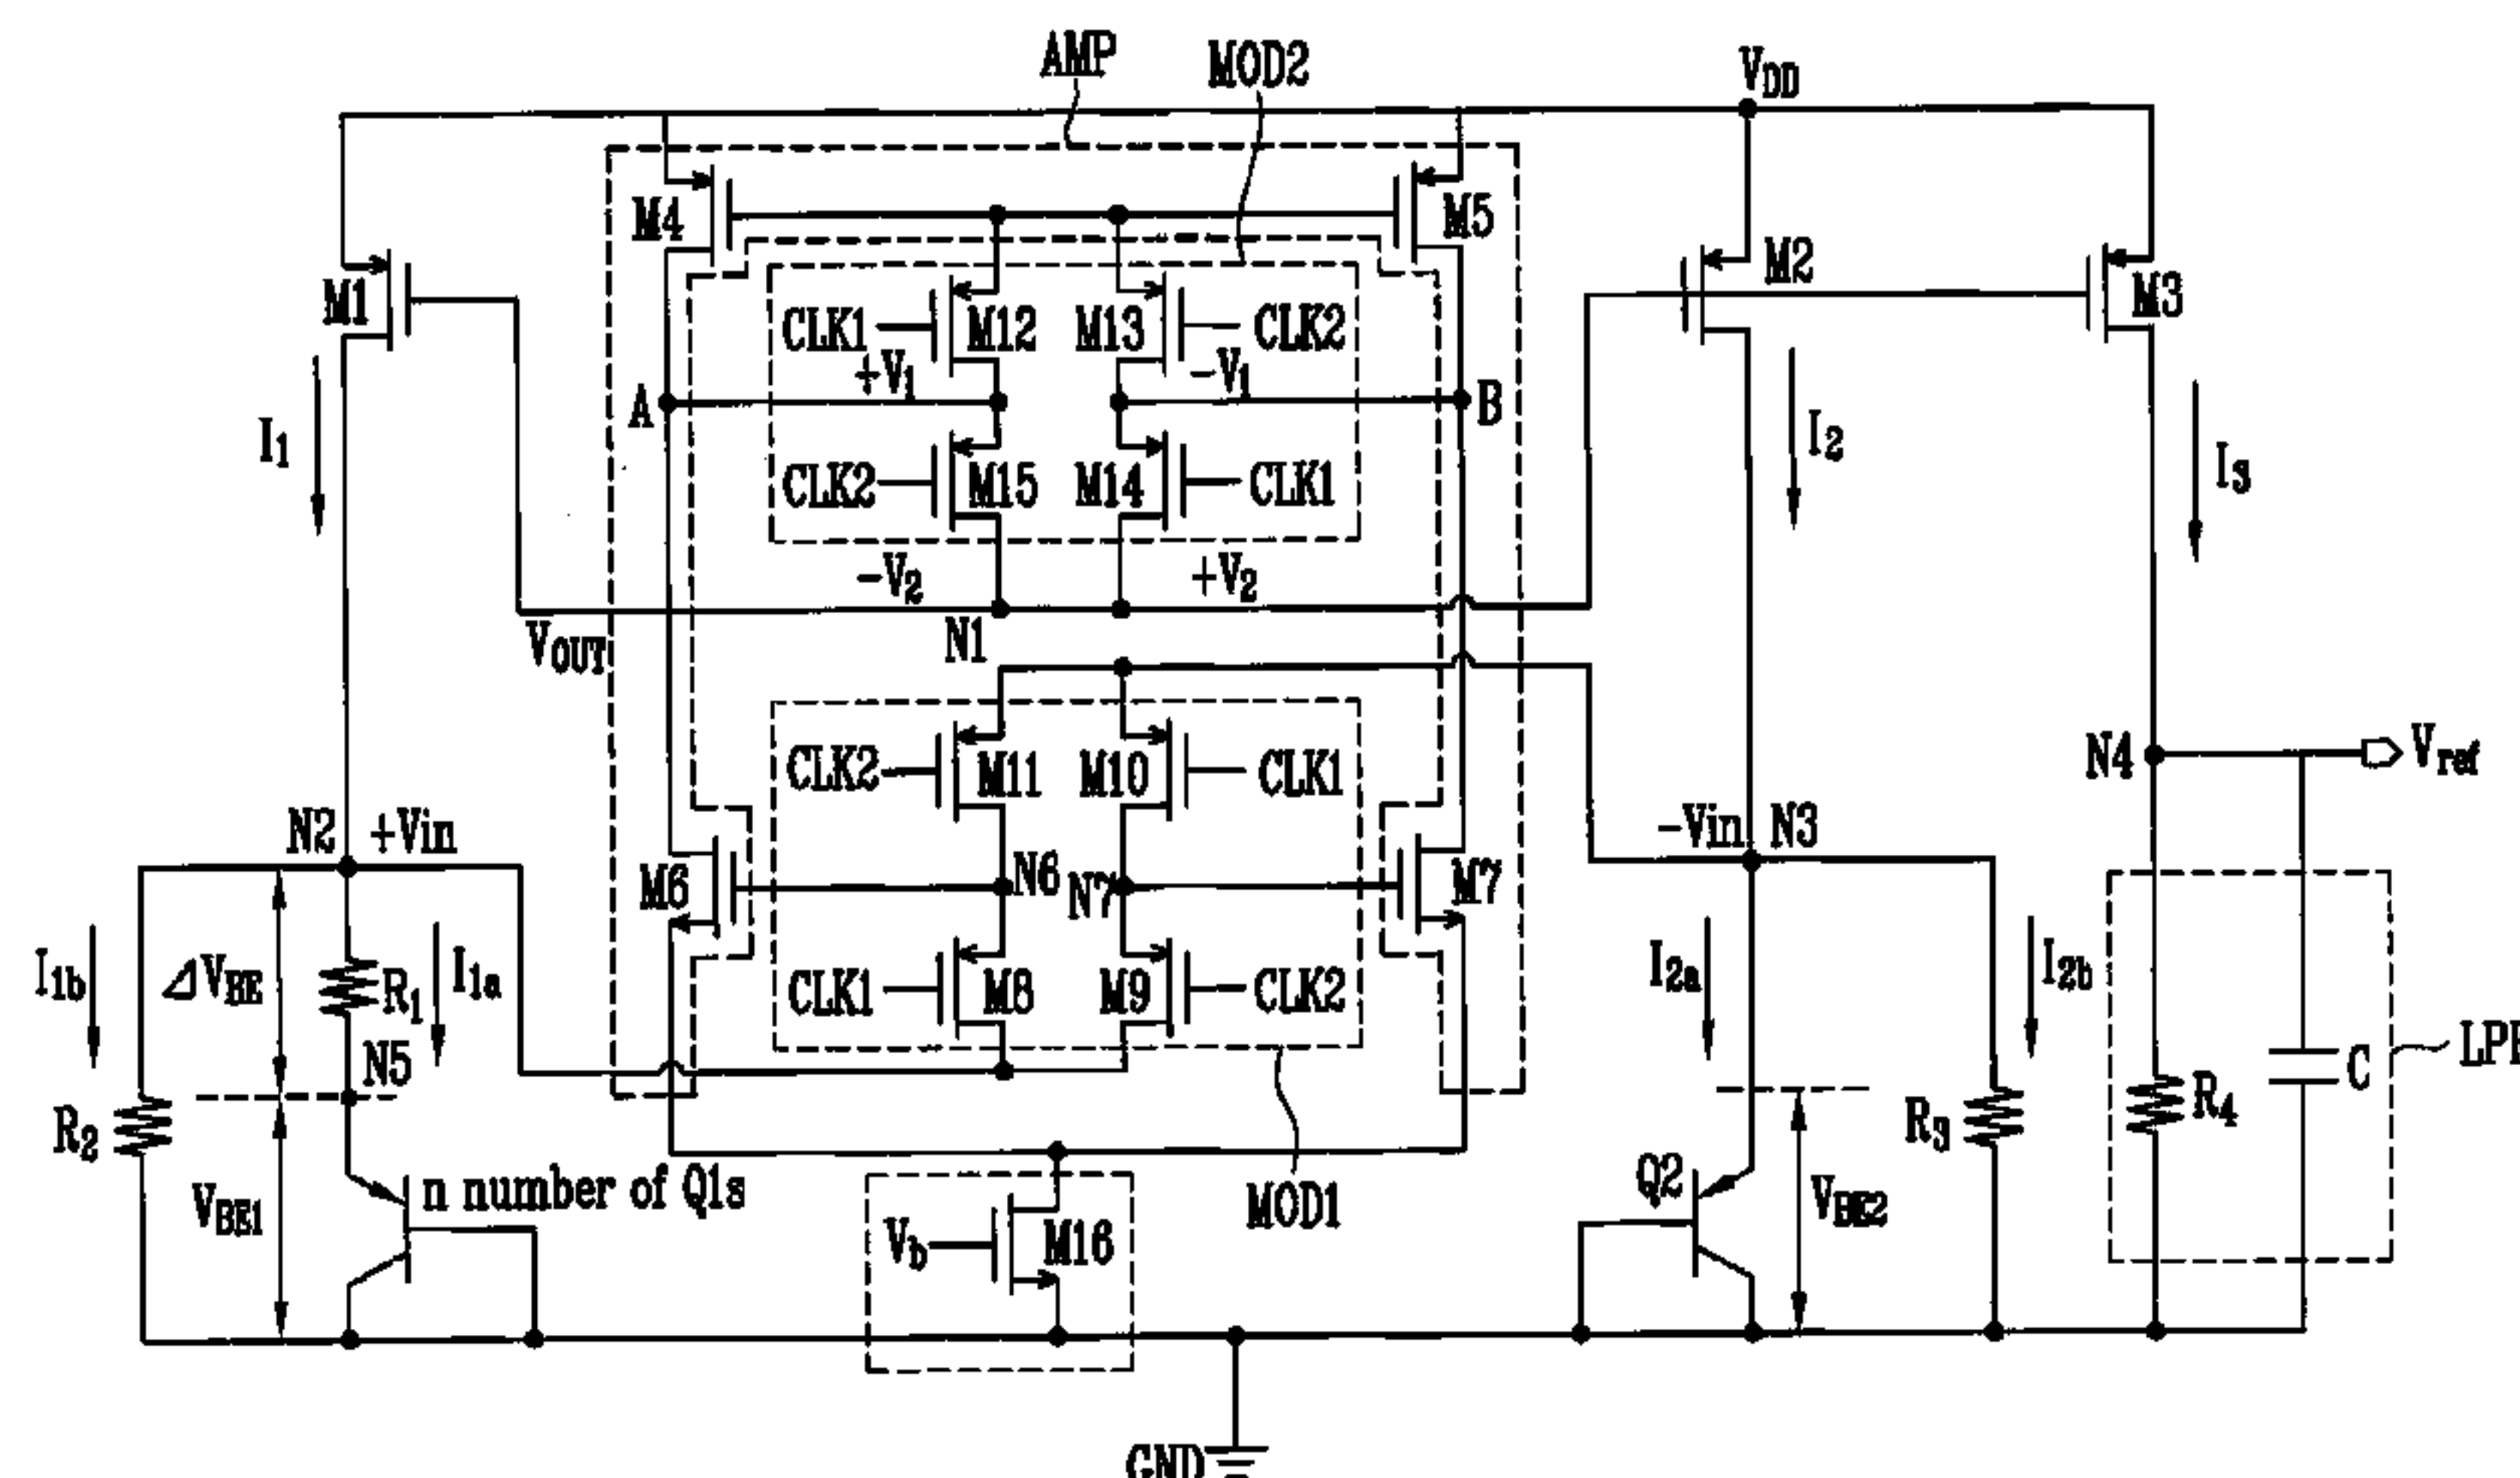 AMP
MOD2
VDD
M4
M5
M2
M1
M3
CLK1
M12
M13
CLK2
+V1
-V1
A
B
I1
I2
I3
CLK2
M15
M14
CLK1
-V2
+V2
VOUT
N1
CLK2
M11
M10
CLK1
N4
Vref
N2
+Vin
-Vin
N3
M6
N6
N7
M7
I1b
⊿VBE
R1
I1a
CLK1
M8
M9
CLK2
I2a
I2b
N5
C
R2
R3
R4
VBE1
n number of Q1s
Vb
M16
MOD1
Q2
VBE2
GND